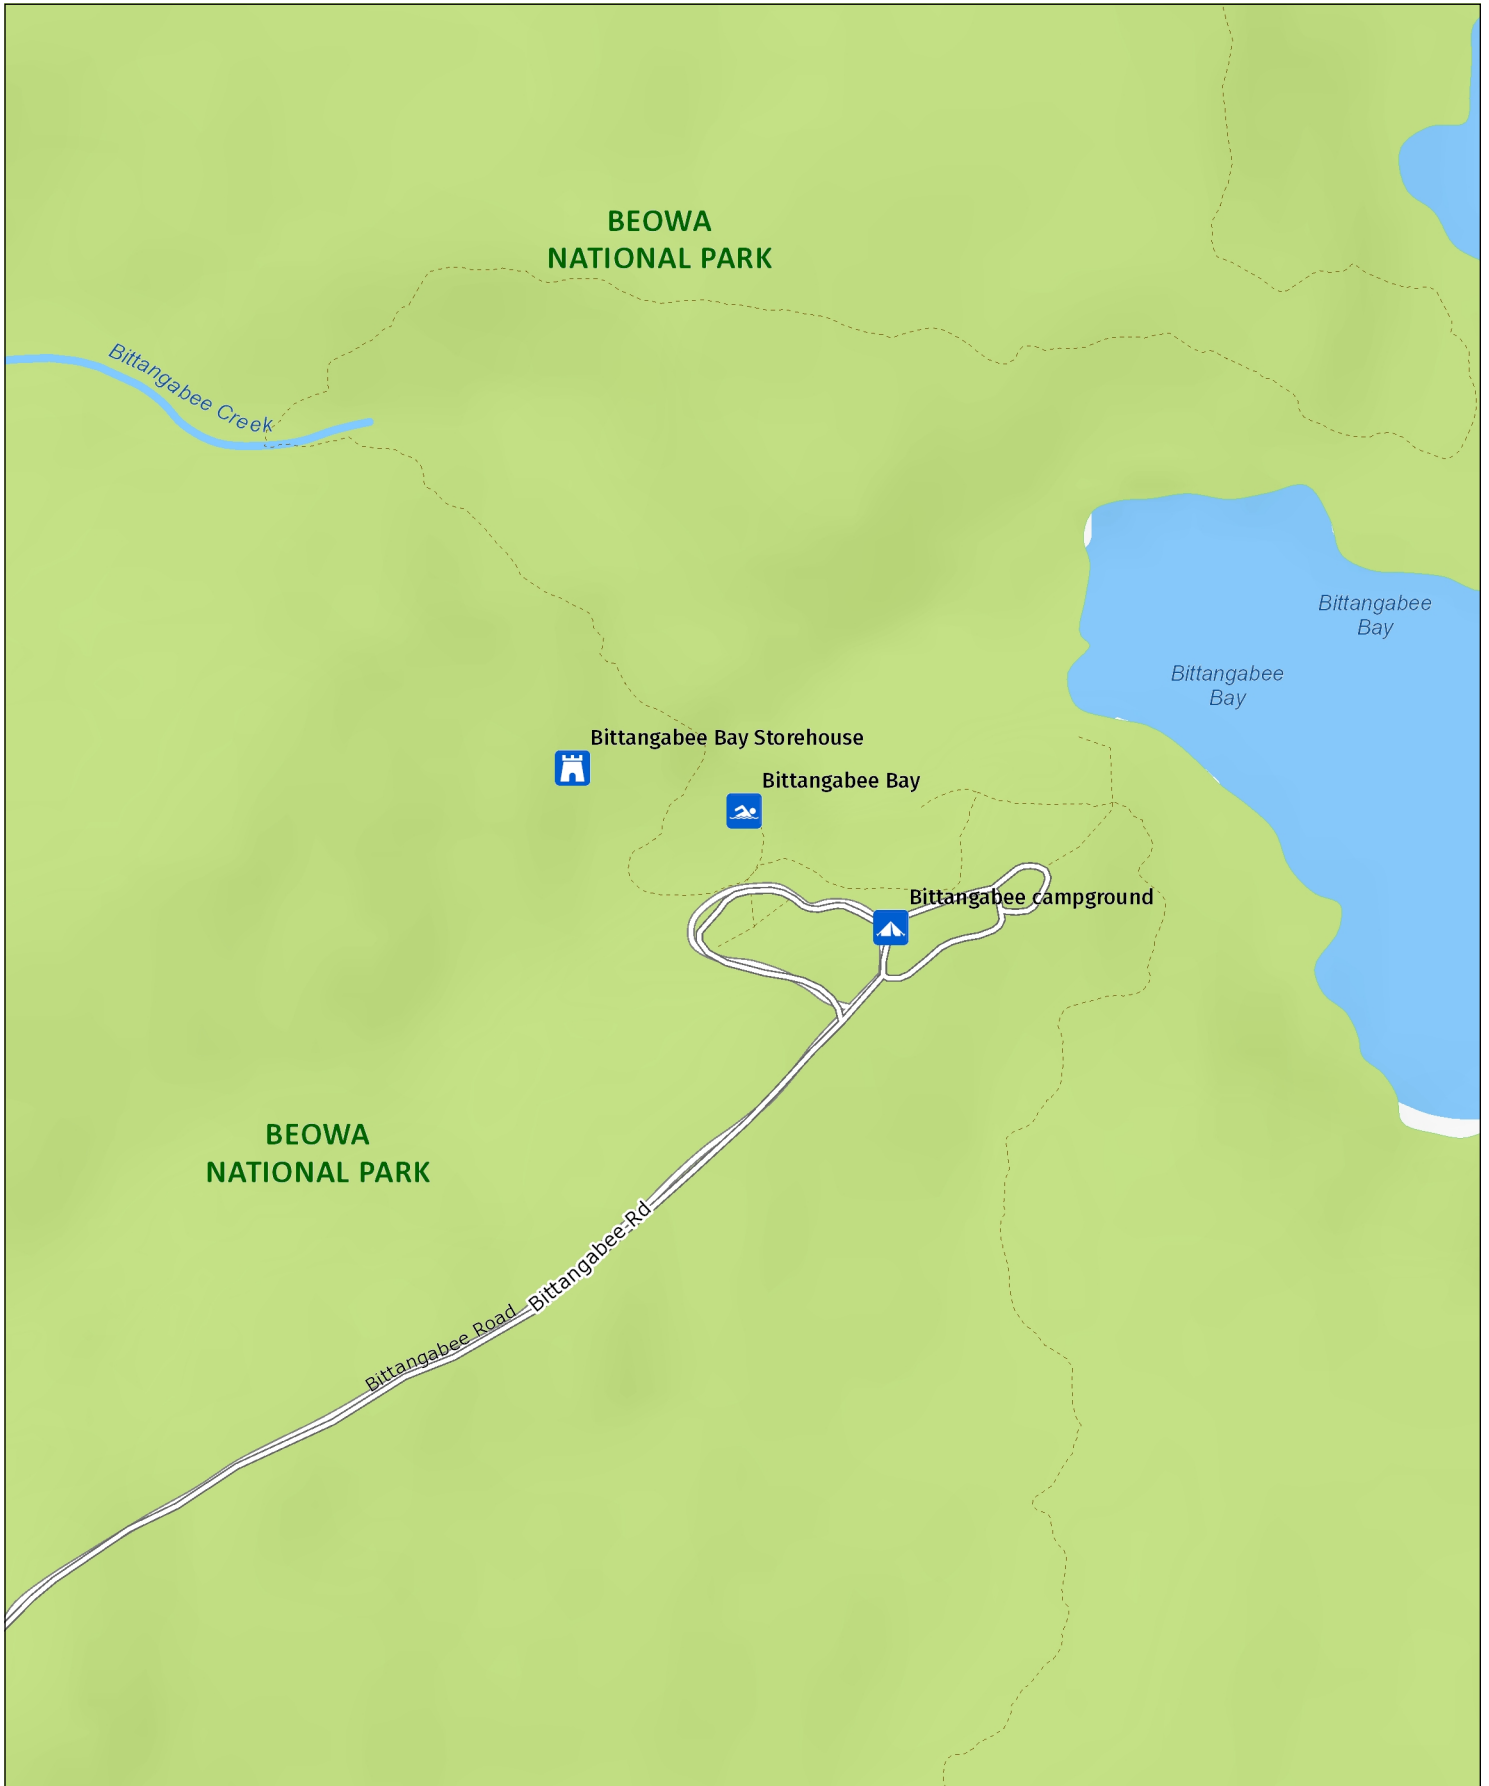 BEOWA
NATIONAL PARK
Bittangabee Creek
Bittangabee
Bay
Bittangabee
Bay
Bittangabee Bay Storehouse
Bittangabee Bay
Bittangabee campground
BEOWA
NATIONAL PARK
Bittangabee Rd
Bittangabee Road